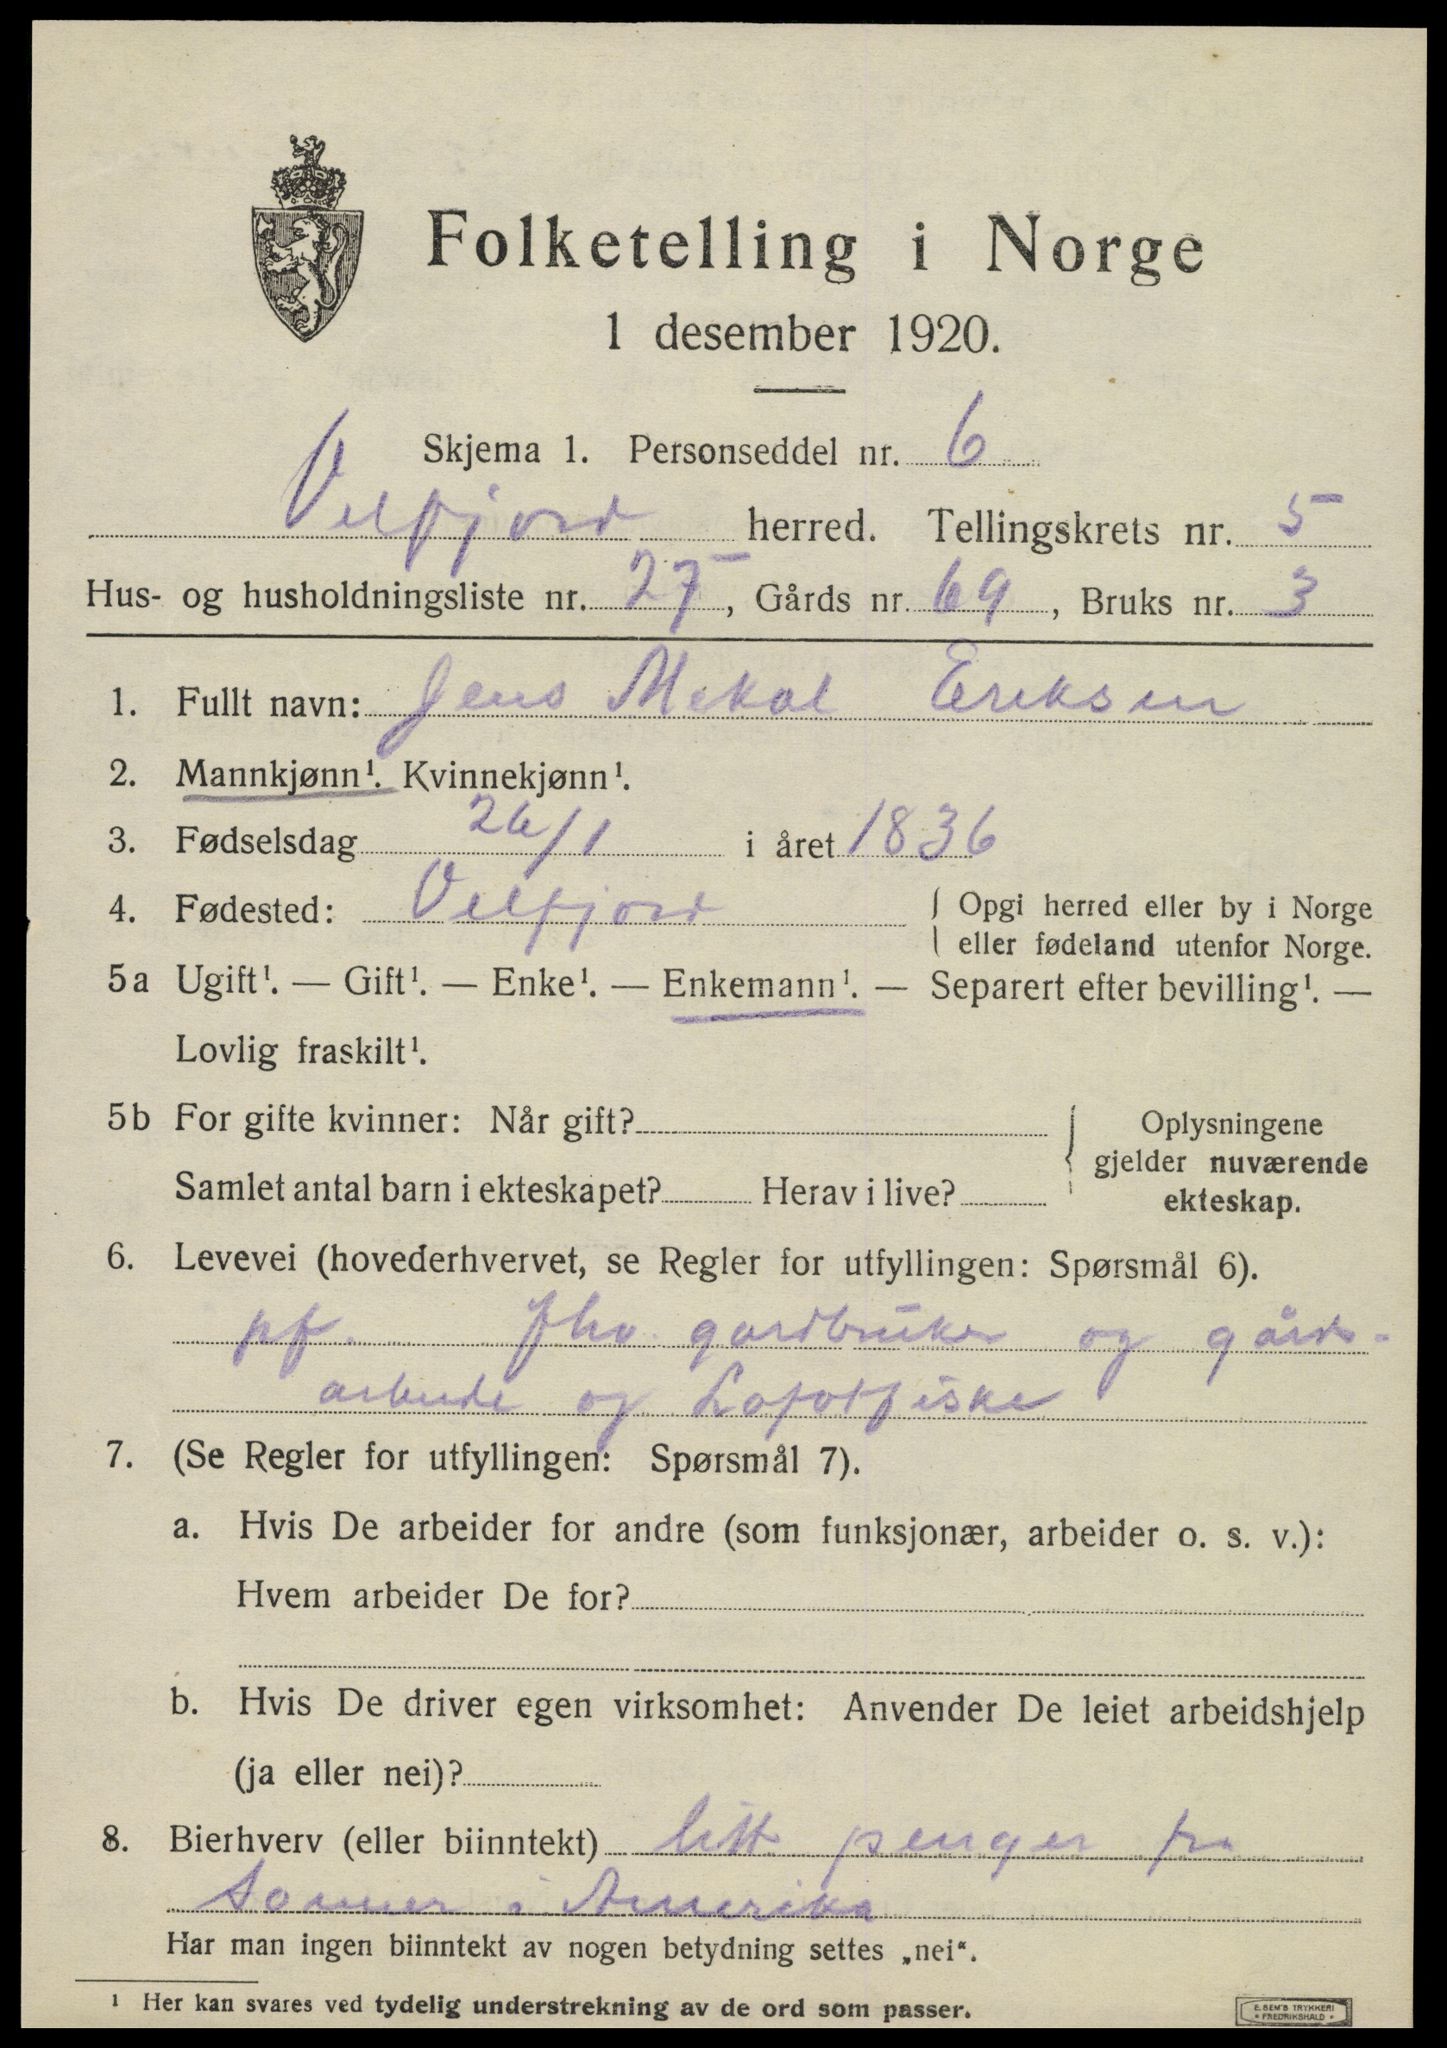 Folketelling i Norge
1 desember 1920.
Skjema 1. Personseddel nr. 6
Velfjord herred. Tellingskrets nr. 5
Hus- og husholdningsliste nr. 27, Gårds nr. 69, Bruks nr. 3
1. Fullt navn: Jens Mekal Eriksen
2. Mannkjønn¹. Kvinnekjønn¹.
3. Fødselsdag 26/1 i året 1836
4. Fødested: Velfjord { Opgi herred eller by i Norge
eller fødeland utenfor Norge.
5a Ugift¹. — Gift¹. — Enke¹. — Enkemann¹. — Separert efter bevilling¹. —
Lovlig fraskilt¹.
5b For gifte kvinner: Når gift? { Oplysningene
gjelder nuværende
Samlet antal barn i ekteskapet? Herav i live?
ekteskap.
6. Levevei (hovederhvervet, se Regler for utfyllingen: Spørsmål 6).
pf. fhv. gardbruker og gårds-
arbeide og Lofotfiske
7. (Se Regler for utfyllingen: Spørsmål 7).
a. Hvis De arbeider for andre (som funksjonær, arbeider o. s. v.):
Hvem arbeider De for?
b. Hvis De driver egen virksomhet: Anvender De leiet arbeidshjelp
(ja eller nei)?
8. Bierhverv (eller biinntekt) litt penger fra
Sønner i Amerika
Har man ingen biinntekt av nogen betydning settes „nei“.
¹ Her kan svares ved tydelig understrekning av de ord som passer.
E. SEM'S TRYKKERI
• FREDRIKSHALD •